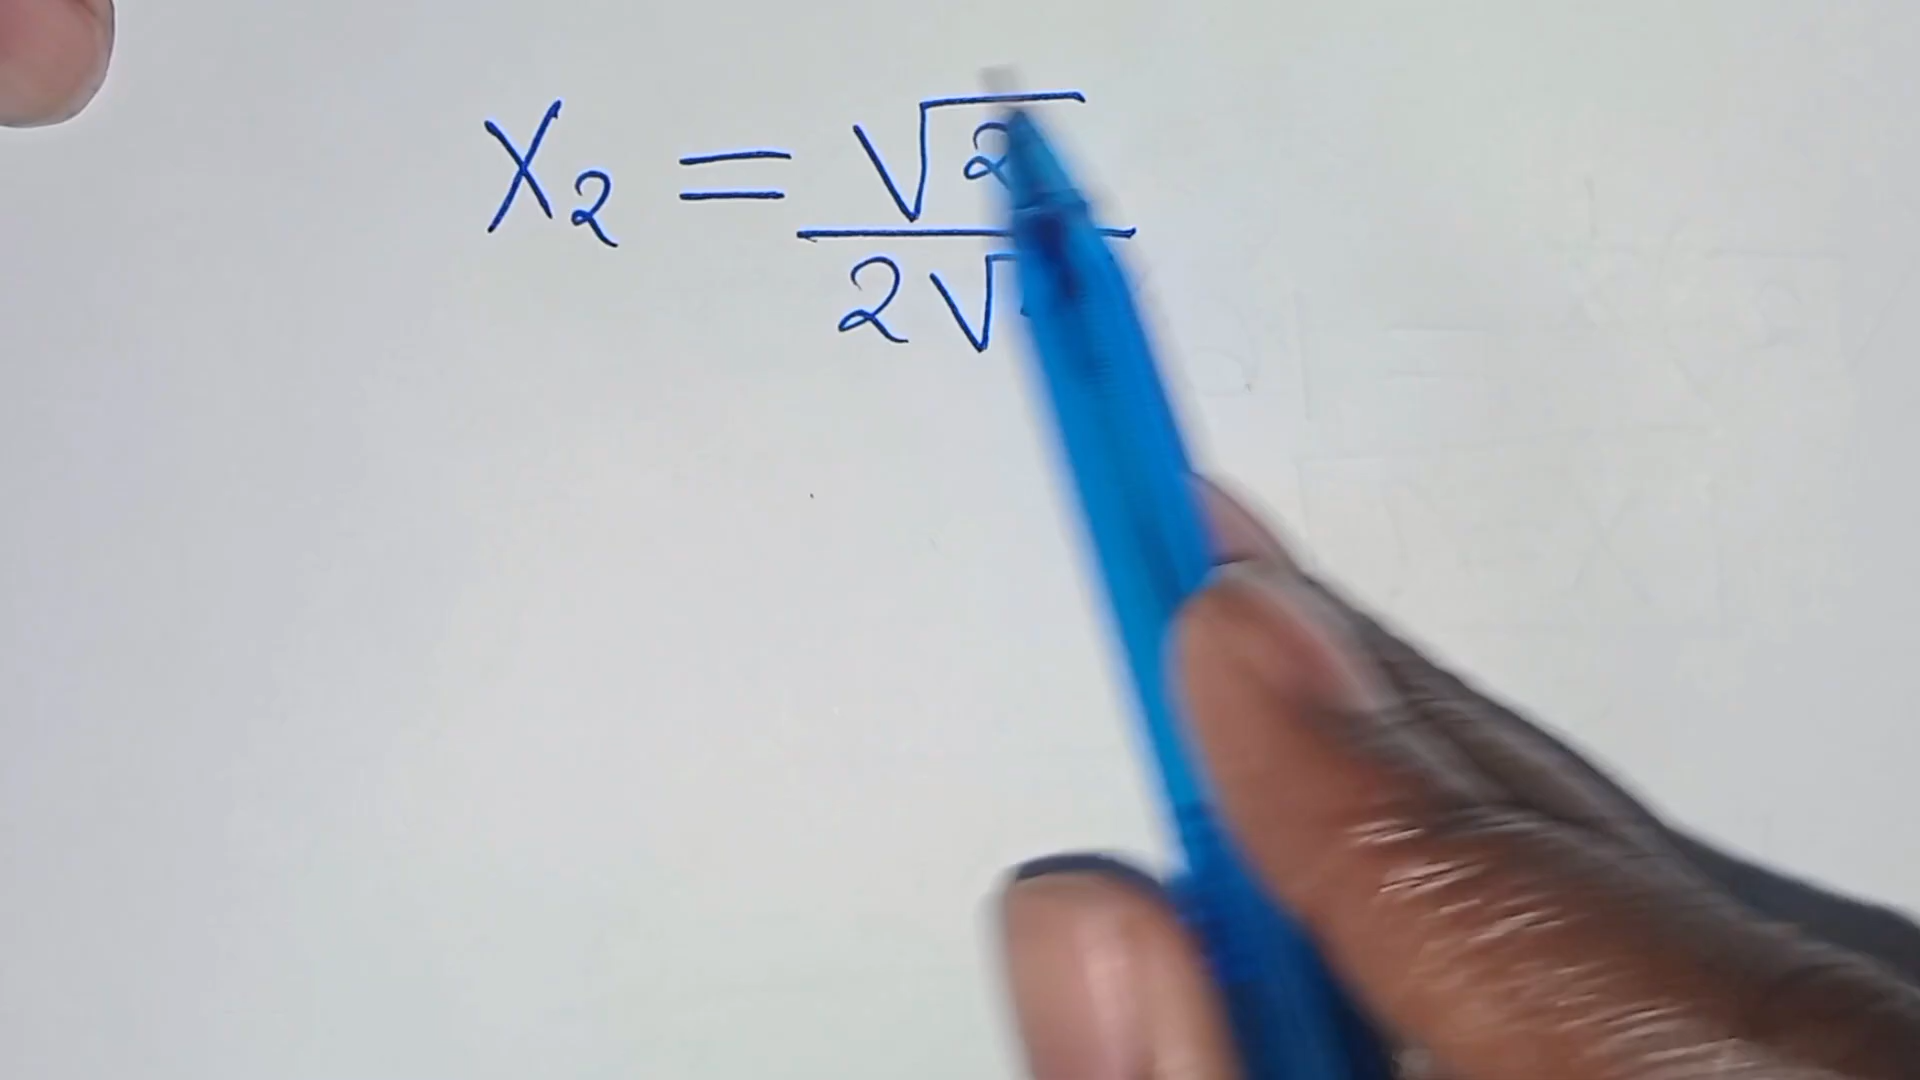 X₂ = √2 / 2√